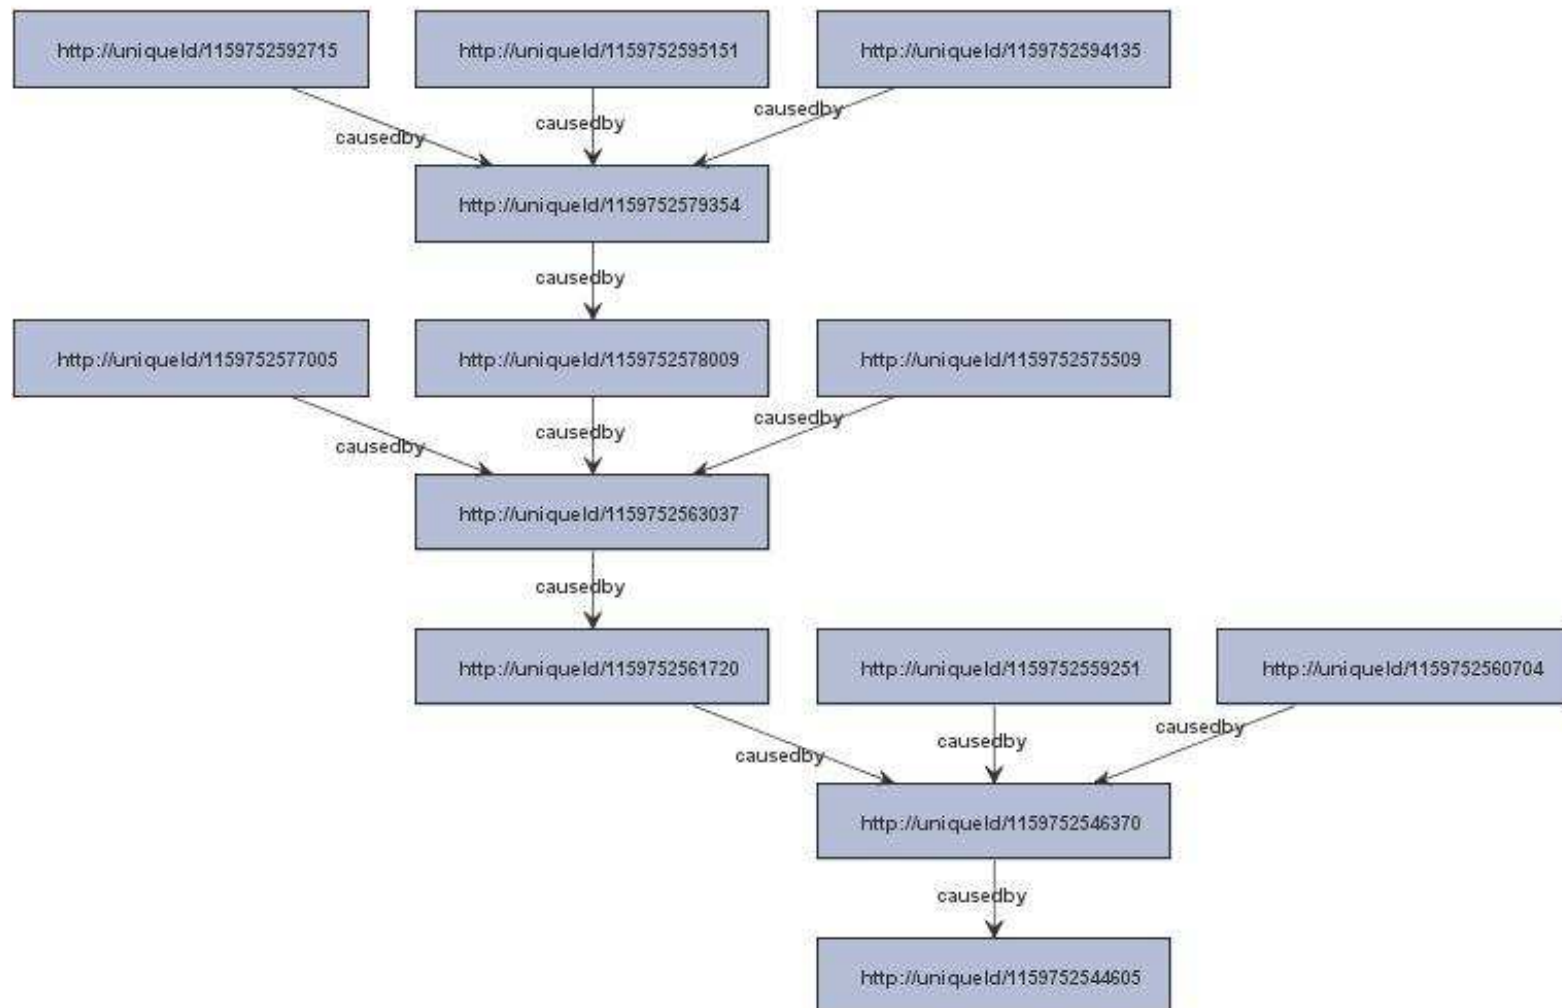 http://uniqueId/1159752592715
http://uniqueId/1159752595151
http://uniqueId/1159752594135
causedby
causedby
causedby
http://uniqueId/1159752579354
causedby
http://uniqueId/1159752577005
http://uniqueId/1159752578009
http://uniqueId/1159752575509
causedby
causedby
causedby
http://uniqueId/1159752563037
causedby
http://uniqueId/1159752561720
http://uniqueId/1159752559251
http://uniqueId/1159752560704
causedby
causedby
causedby
http://uniqueId/1159752546370
causedby
http://uniqueId/1159752544605